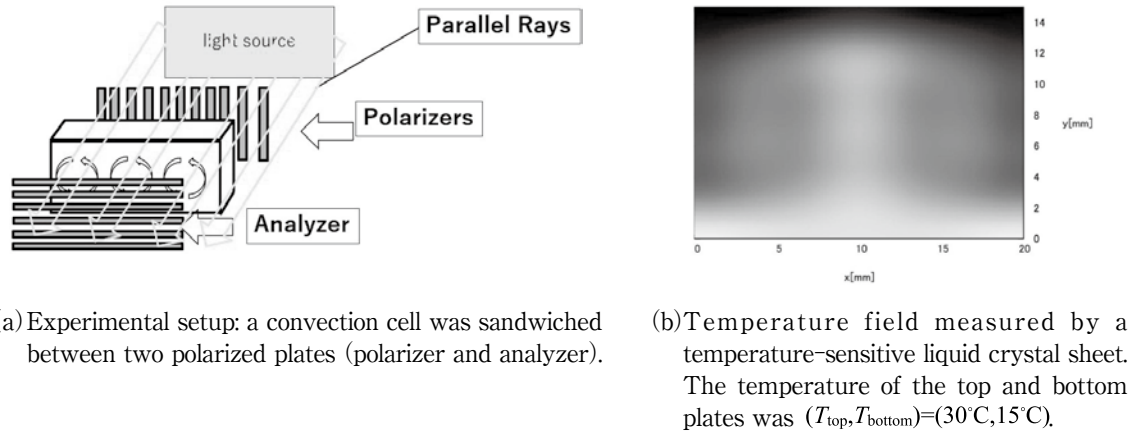 light source
Parallel Rays
Polarizers
Analyzer
(a) Experimental setup: a convection cell was sandwiched
between two polarized plates (polarizer and analyzer).
14
12
10
8
6
4
2
0
y[mm]
0
5
10
15
20
x[mm]
(b) Temperature field measured by a
temperature-sensitive liquid crystal sheet.
The temperature of the top and bottom
plates was (Ttop,Tbottom)=(30°C,15°C).